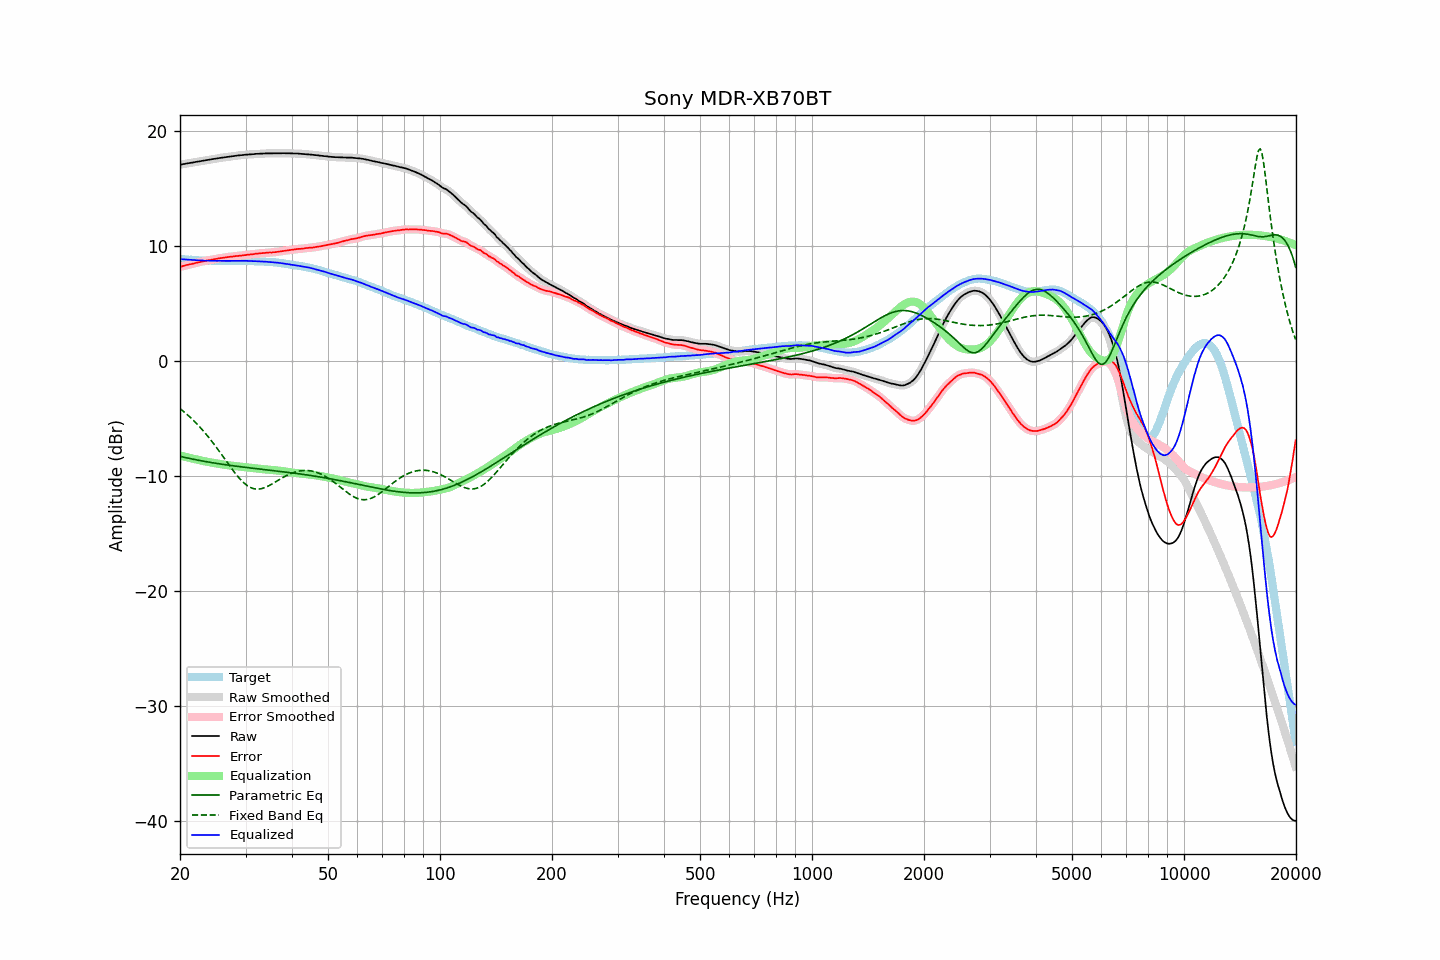 Sony MDR-XB70BT
20
10
0
−10
−20
−30
−40
Amplitude (dBr)
Target
Raw Smoothed
Error Smoothed
Raw
Error
Equalization
Parametric Eq
Fixed Band Eq
Equalized
20 50 100 200 500 1000 2000 5000 10000 20000
Frequency (Hz)